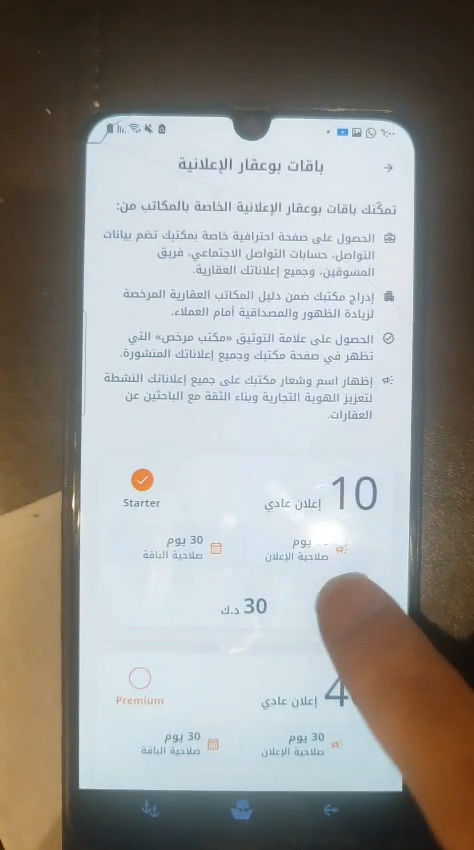 باقات بوعقار الإعلانية
تمكّنك باقات بوعقار الإعلانية الخاصة بالمكاتب من:
الحصول على صفحة احترافية خاصة بمكتبك تضم بيانات
التواصل، حسابات التواصل الاجتماعي، فريق
المسوقين، وجميع إعلاناتك العقارية.
إدراج مكتبك ضمن دليل المكاتب العقارية المرخصة
لزيادة الظهور والمصداقية أمام العملاء.
الحصول على علامة التوثيق «مكتب مرخص» التي
تظهر في صفحة مكتبك وجميع إعلاناتك المنشورة.
إظهار اسم وشعار مكتبك على جميع إعلاناتك النشطة
لتعزيز الهوية التجارية وبناء الثقة مع الباحثين عن
العقارات.
10 إعلان عادي
Starter
يوم
صلاحية الإعلان
30 يوم
صلاحية الباقة
30 د.ك
إعلان عادي
Premium
30 يوم
صلاحية الإعلان
30 يوم
صلاحية الباقة